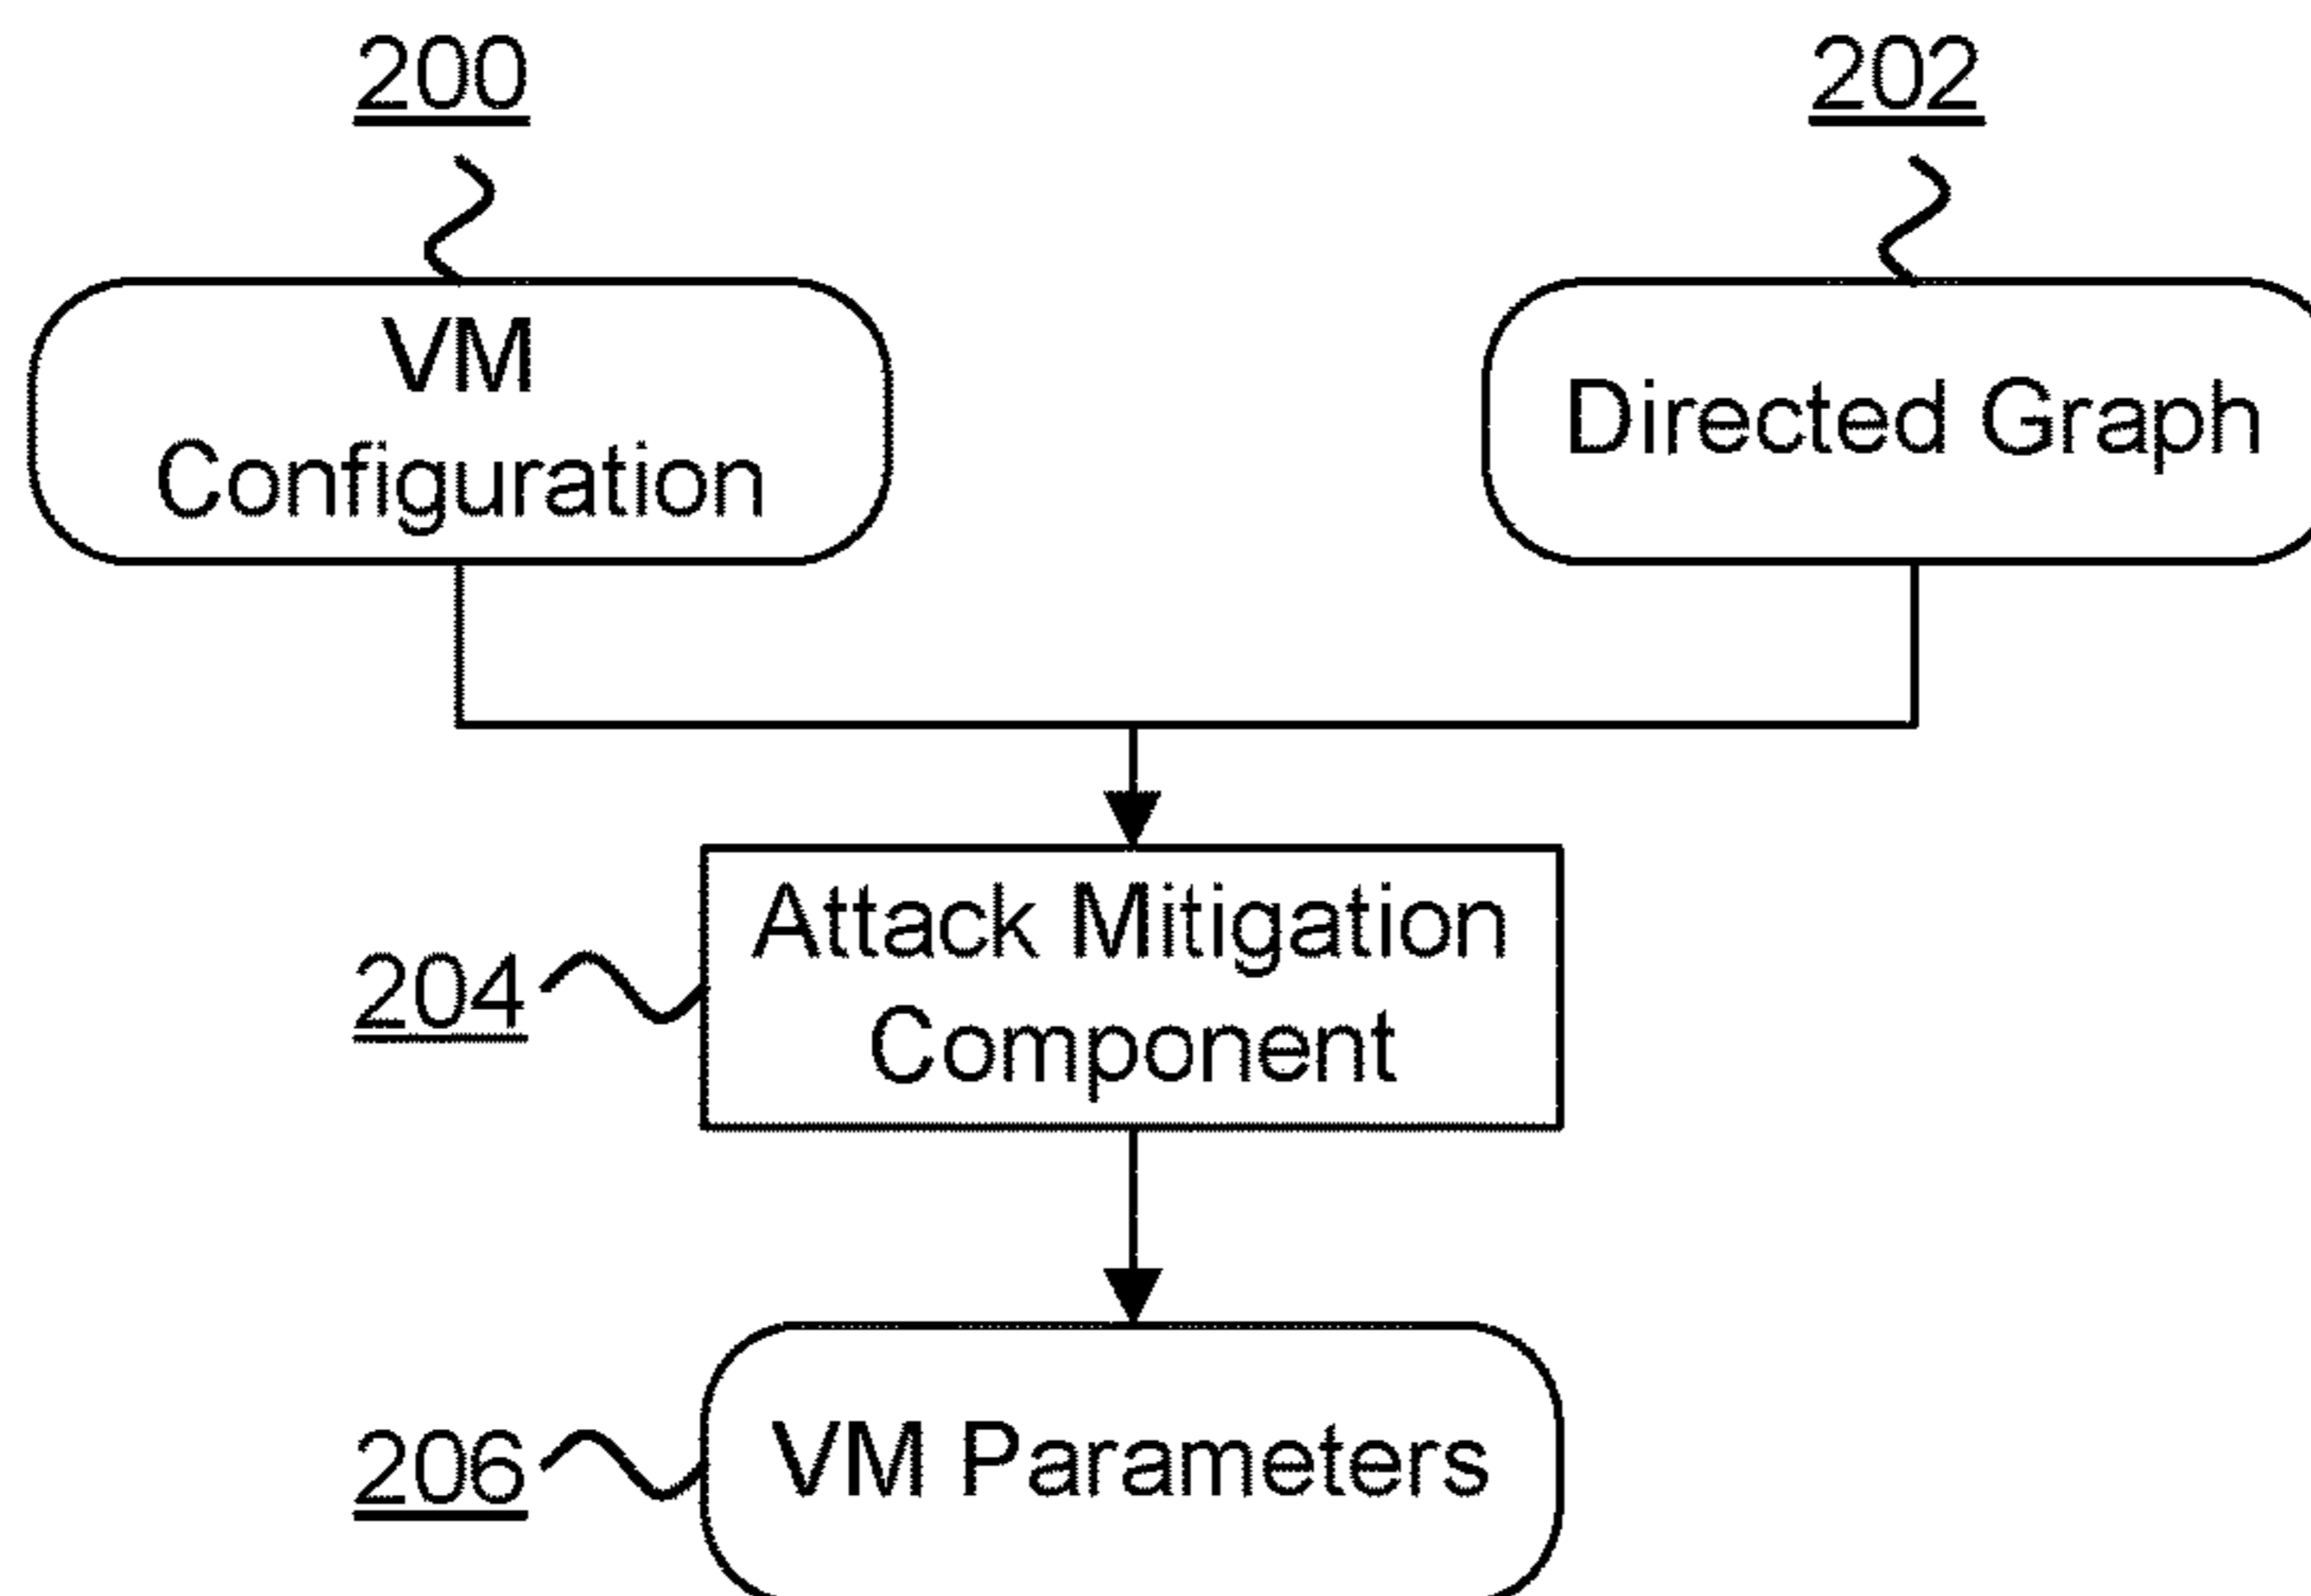 200
202
VM
Configuration
Directed Graph
204
Attack Mitigation
Component
206
VM Parameters